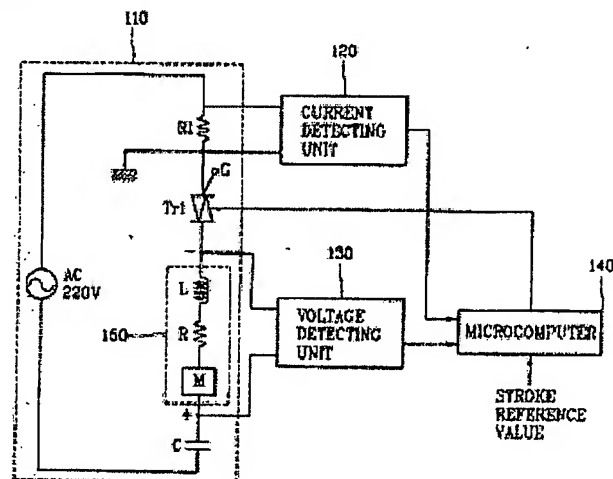 110
120
CURRENT
DETECTING
UNIT
R1
G
Tr1
-
130
140
AC
220V
L
150
R
M
VOLTAGE
DETECTING
UNIT
MICROCOMPUTER
+
C
STROKE
REFERENCE
VALUE